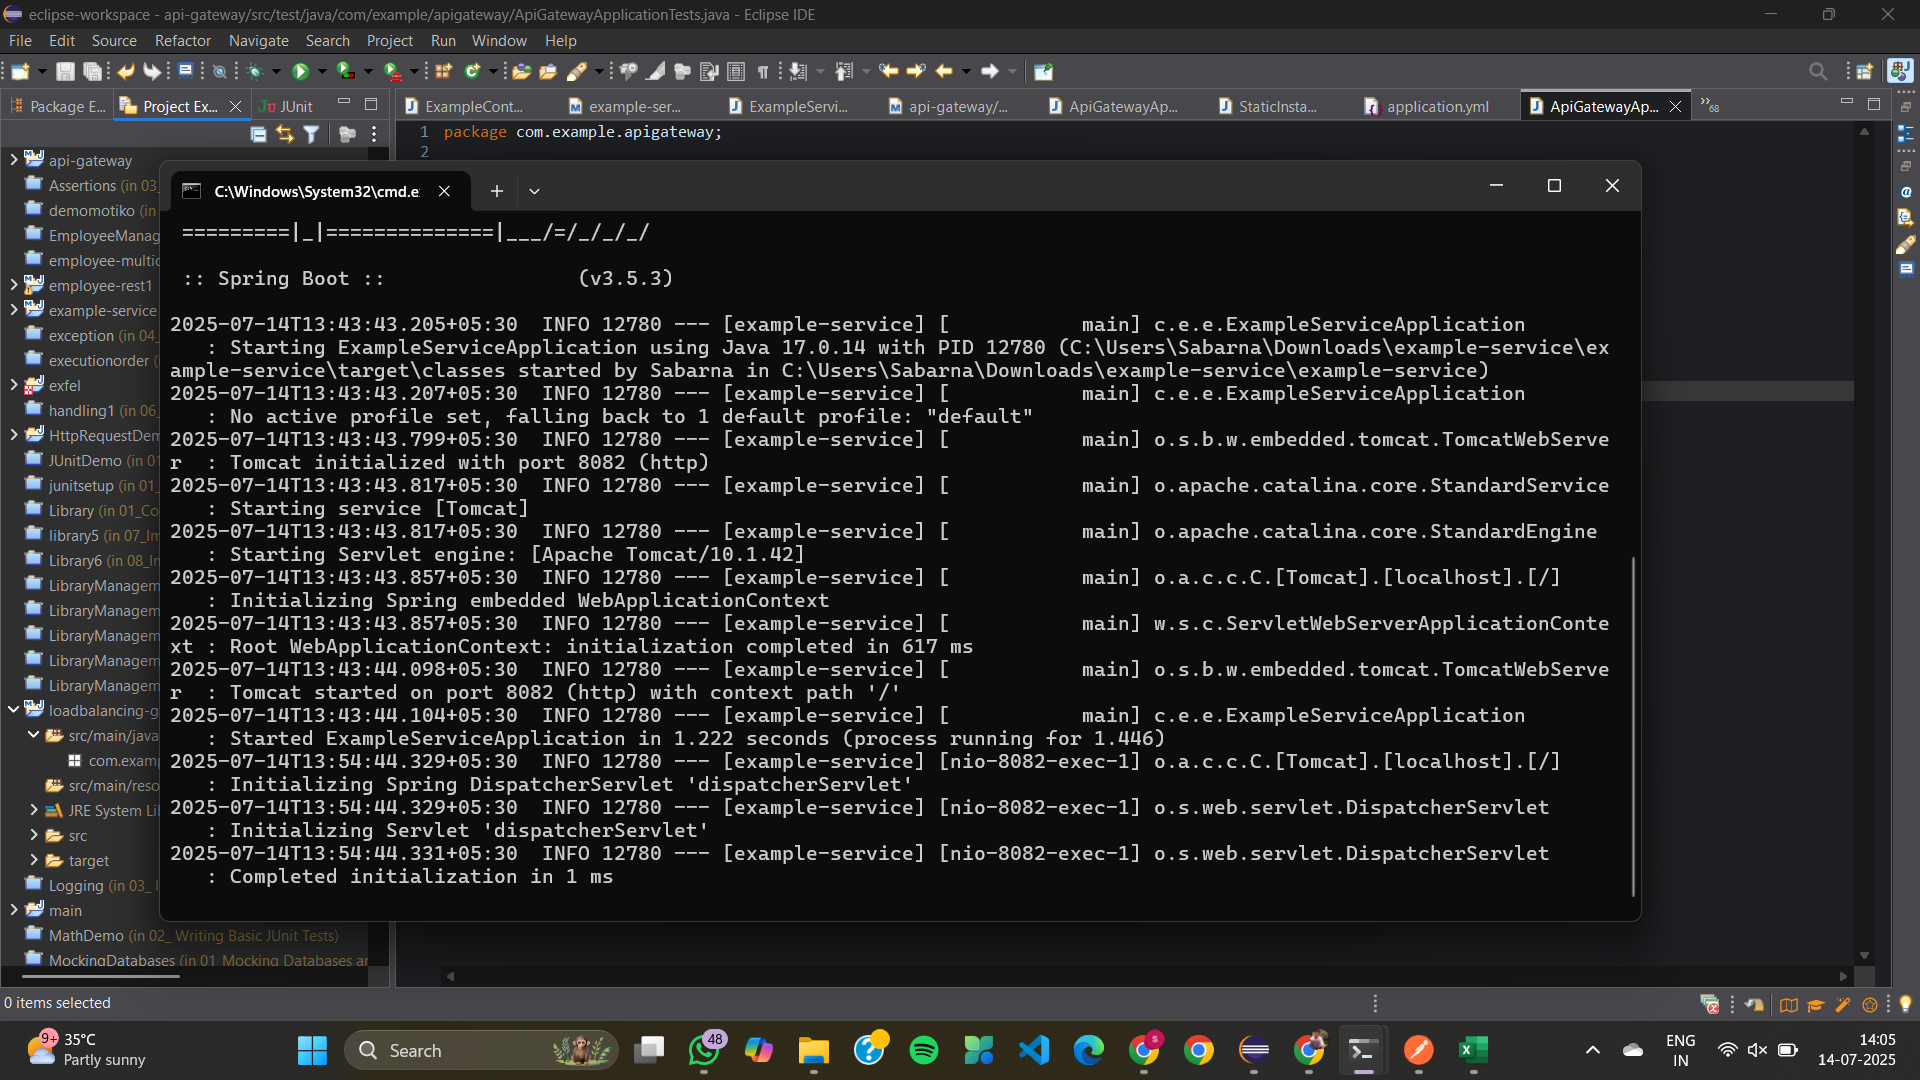 eclipse-workspace - api-gateway/src/test/java/com/example/apigateway/ApiGatewayApplicationTests.java - Eclipse IDE
File Edit Source Refactor Navigate Search Project Run Window Help
Package E... Project Ex... JUnit
ExampleCont... example-ser... ExampleServi... api-gateway/... ApiGatewayAp... StaticInsta... application.yml ApiGatewayAp... »68
1 package com.example.apigateway;
2
api-gateway
Assertions (in 03_
demomotiko (in
EmployeeManag
employee-multic
employee-rest1
example-service
exception (in 04_
executionorder (
exfel
handling1 (in 06_
HttpRequestDem
JUnitDemo (in 01
junitsetup (in 01_
Library (in 01_Co
library5 (in 07_Im
Library6 (in 08_In
LibraryManagem
LibraryManagem
LibraryManagem
LibraryManagem
LibraryManagem
loadbalancing-g
src/main/java
com.examp
src/main/reso
JRE System Lib
src
target
Logging (in 03_ I
main
MathDemo (in 02_ Writing Basic JUnit Tests)
MockingDatabases (in 01_Mocking Databases ar
C:\Windows\System32\cmd.e
=========|_|==============|___/=/_/_/_/
:: Spring Boot :: (v3.5.3)
2025-07-14T13:43:43.205+05:30 INFO 12780 --- [example-service] [ main] c.e.e.ExampleServiceApplication
: Starting ExampleServiceApplication using Java 17.0.14 with PID 12780 (C:\Users\Sabarna\Downloads\example-service\ex
ample-service\target\classes started by Sabarna in C:\Users\Sabarna\Downloads\example-service\example-service)
2025-07-14T13:43:43.207+05:30 INFO 12780 --- [example-service] [ main] c.e.e.ExampleServiceApplication
: No active profile set, falling back to 1 default profile: "default"
2025-07-14T13:43:43.799+05:30 INFO 12780 --- [example-service] [ main] o.s.b.w.embedded.tomcat.TomcatWebServe
r : Tomcat initialized with port 8082 (http)
2025-07-14T13:43:43.817+05:30 INFO 12780 --- [example-service] [ main] o.apache.catalina.core.StandardService
: Starting service [Tomcat]
2025-07-14T13:43:43.817+05:30 INFO 12780 --- [example-service] [ main] o.apache.catalina.core.StandardEngine
: Starting Servlet engine: [Apache Tomcat/10.1.42]
2025-07-14T13:43:43.857+05:30 INFO 12780 --- [example-service] [ main] o.a.c.c.C.[Tomcat].[localhost].[/]
: Initializing Spring embedded WebApplicationContext
2025-07-14T13:43:43.857+05:30 INFO 12780 --- [example-service] [ main] w.s.c.ServletWebServerApplicationConte
xt : Root WebApplicationContext: initialization completed in 617 ms
2025-07-14T13:43:44.098+05:30 INFO 12780 --- [example-service] [ main] o.s.b.w.embedded.tomcat.TomcatWebServe
r : Tomcat started on port 8082 (http) with context path '/'
2025-07-14T13:43:44.104+05:30 INFO 12780 --- [example-service] [ main] c.e.e.ExampleServiceApplication
: Started ExampleServiceApplication in 1.222 seconds (process running for 1.446)
2025-07-14T13:54:44.329+05:30 INFO 12780 --- [example-service] [nio-8082-exec-1] o.a.c.c.C.[Tomcat].[localhost].[/]
: Initializing Spring DispatcherServlet 'dispatcherServlet'
2025-07-14T13:54:44.329+05:30 INFO 12780 --- [example-service] [nio-8082-exec-1] o.s.web.servlet.DispatcherServlet
: Initializing Servlet 'dispatcherServlet'
2025-07-14T13:54:44.331+05:30 INFO 12780 --- [example-service] [nio-8082-exec-1] o.s.web.servlet.DispatcherServlet
: Completed initialization in 1 ms
0 items selected
9+ 35°C
Partly sunny
Search
48
ENG
IN
14:05
14-07-2025